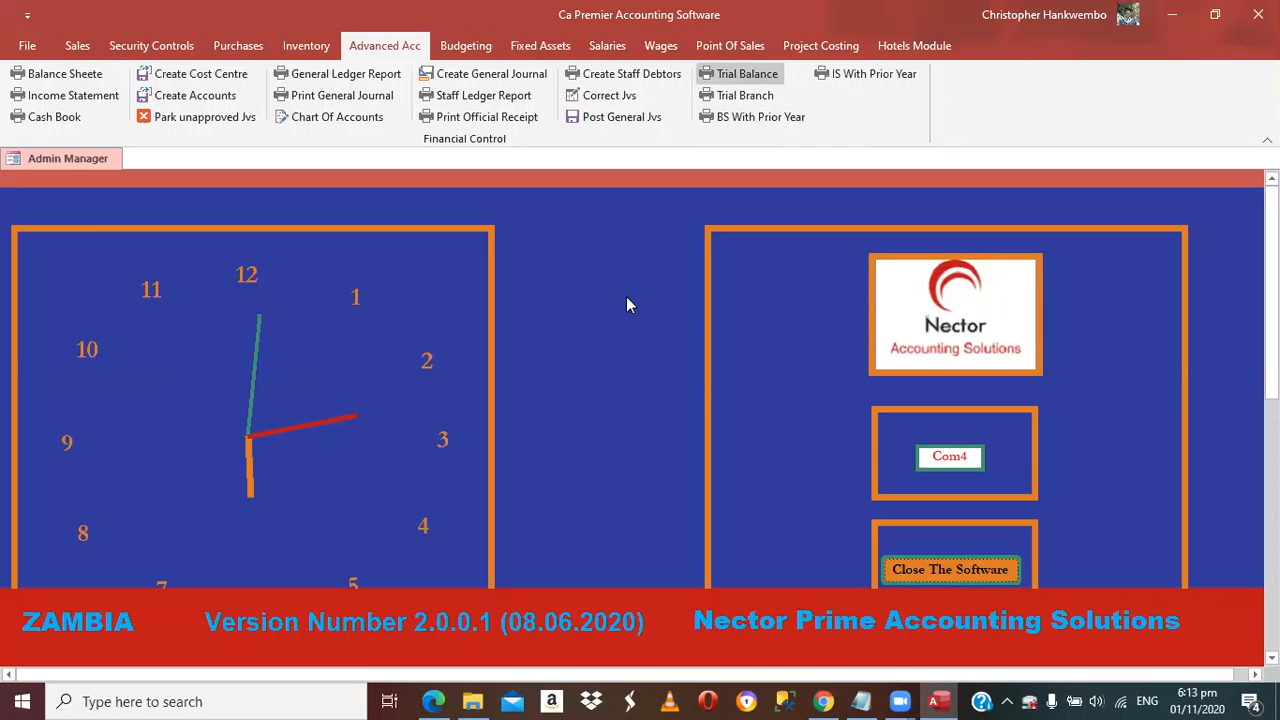 Ca Premier Accounting Software
Christopher Hankwembo
File Sales Security Controls Purchases Inventory Advanced Acc Budgeting Fixed Assets Salaries Wages Point Of Sales Project Costing Hotels Module
Balance Sheete Create Cost Centre General Ledger Report Create General Journal Create Staff Debtors Trial Balance IS With Prior Year
Income Statement Create Accounts Print General Journal Staff Ledger Report Correct Jvs Trial Branch
Cash Book Park unapproved Jvs Chart Of Accounts Print Official Receipt Post General Jvs BS With Prior Year
Financial Control
Admin Manager
12
11
1
10
2
9
3
8
4
7
5
Nector
Accounting Solutions
Com4
Close The Software
ZAMBIA Version Number 2.0.0.1 (08.06.2020) Nector Prime Accounting Solutions
Type here to search
ENG
6:13 pm
01/11/2020
4